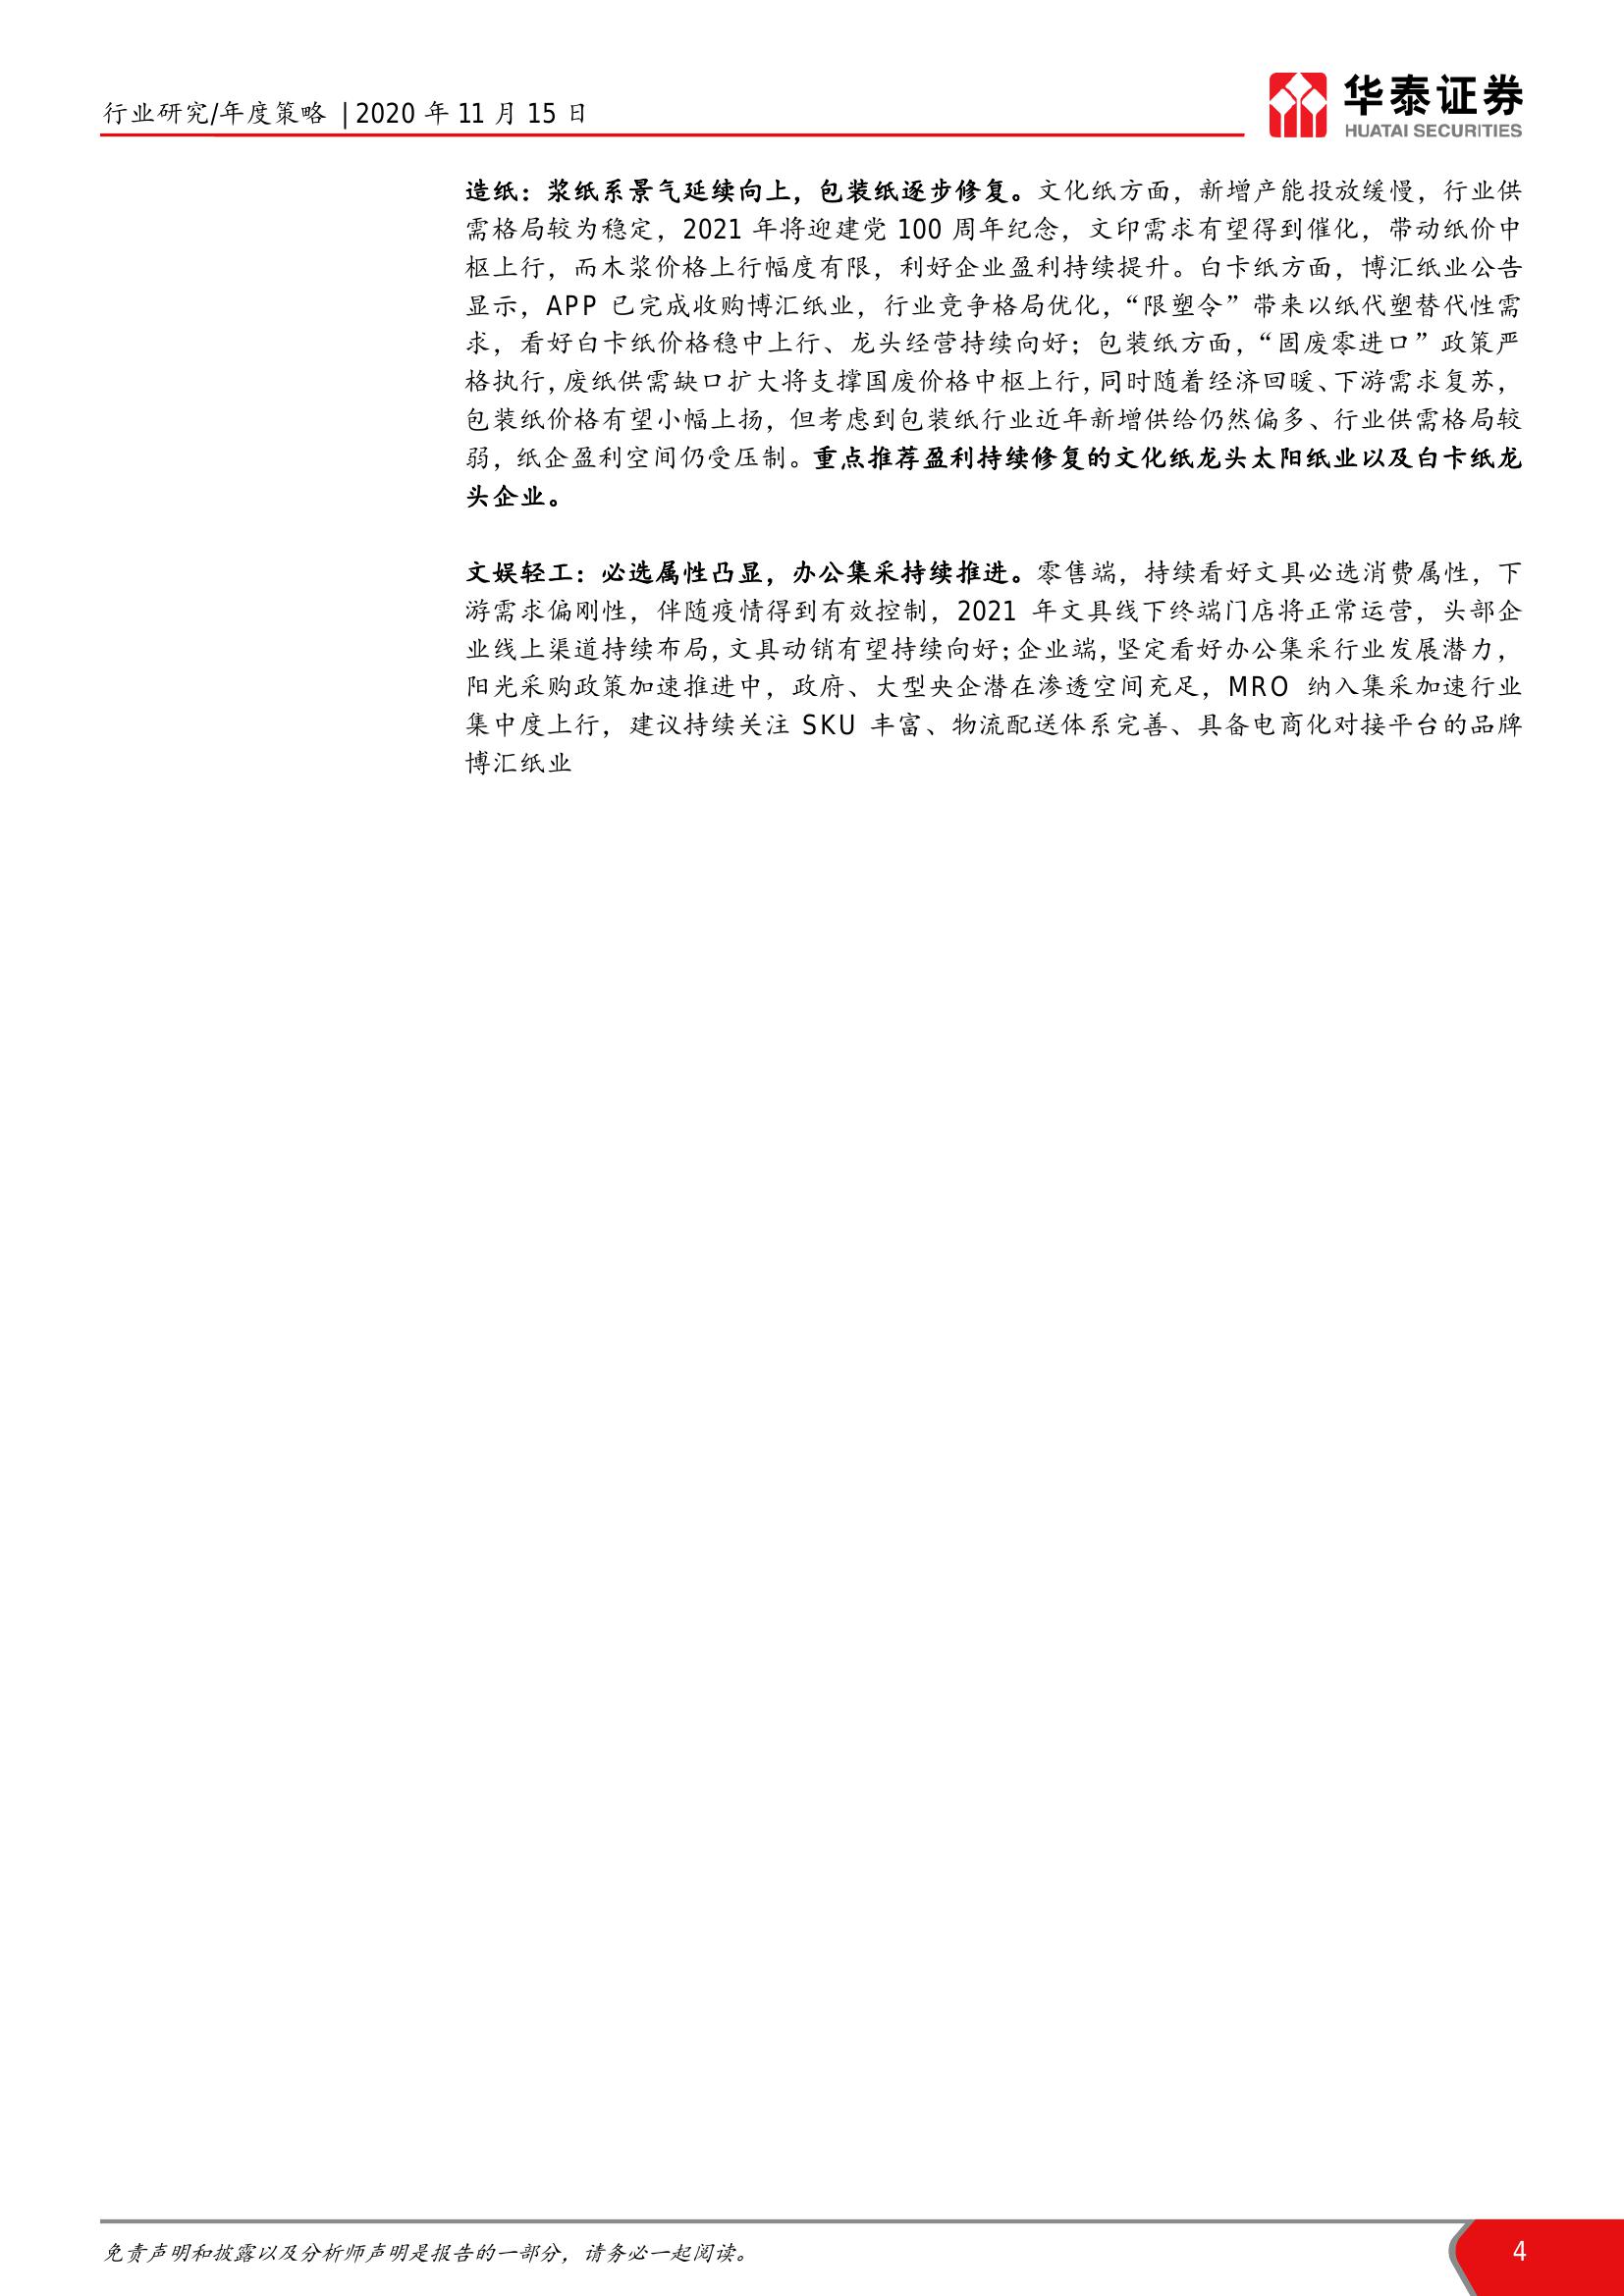 行业研究/年度策略 | 2020 年 11 月 15 日
华泰证券
HUATAI SECURITIES
造纸：浆纸系景气延续向上，包装纸逐步修复。文化纸方面，新增产能投放缓慢，行业供
需格局较为稳定，2021 年将迎建党 100 周年纪念，文印需求有望得到催化，带动纸价中
枢上行，而木浆价格上行幅度有限，利好企业盈利持续提升。白卡纸方面，博汇纸业公告
显示，APP 已完成收购博汇纸业，行业竞争格局优化，“限塑令”带来以纸代塑替代性需
求，看好白卡纸价格稳中上行、龙头经营持续向好；包装纸方面，“固废零进口”政策严
格执行，废纸供需缺口扩大将支撑国废价格中枢上行，同时随着经济回暖、下游需求复苏，
包装纸价格有望小幅上扬，但考虑到包装纸行业近年新增供给仍然偏多、行业供需格局较
弱，纸企盈利空间仍受压制。重点推荐盈利持续修复的文化纸龙头太阳纸业以及白卡纸龙
头企业。
文娱轻工：必选属性凸显，办公集采持续推进。零售端，持续看好文具必选消费属性，下
游需求偏刚性，伴随疫情得到有效控制，2021 年文具线下终端门店将正常运营，头部企
业线上渠道持续布局，文具动销有望持续向好；企业端，坚定看好办公集采行业发展潜力，
阳光采购政策加速推进中，政府、大型央企潜在渗透空间充足，MRO 纳入集采加速行业
集中度上行，建议持续关注 SKU 丰富、物流配送体系完善、具备电商化对接平台的品牌
博汇纸业
免责声明和披露以及分析师声明是报告的一部分，请务必一起阅读。
4